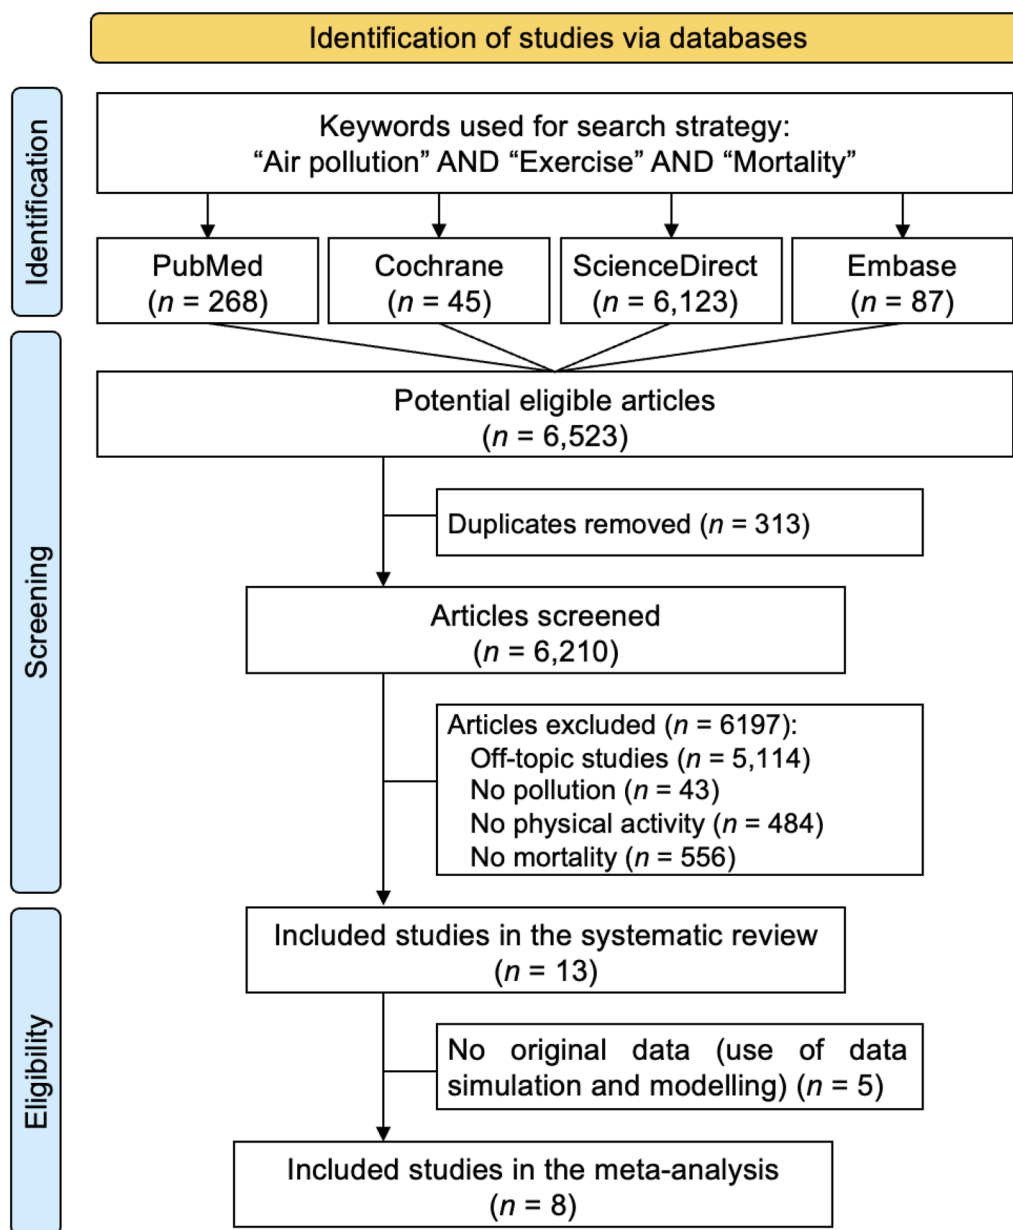 Identification of studies via databases
Identification
Keywords used for search strategy:
“Air pollution” AND “Exercise” AND “Mortality”
PubMed
(n = 268)
Cochrane
(n = 45)
ScienceDirect
(n = 6,123)
Embase
(n = 87)
Screening
Potential eligible articles
(n = 6,523)
Duplicates removed (n = 313)
Articles screened
(n = 6,210)
Articles excluded (n = 6197):
Off-topic studies (n = 5,114)
No pollution (n = 43)
No physical activity (n = 484)
No mortality (n = 556)
Eligibility
Included studies in the systematic review
(n = 13)
No original data (use of data
simulation and modelling) (n = 5)
Included studies in the meta-analysis
(n = 8)